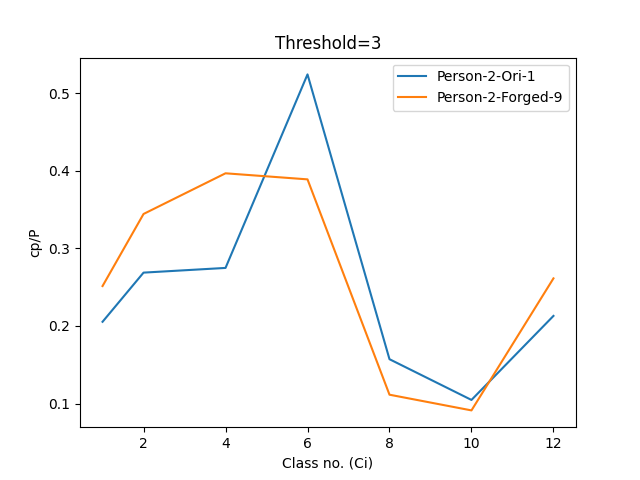 Threshold=3
Person-2-Ori-1
Person-2-Forged-9
cp/P
0.5
0.4
0.3
0.2
0.1
2 4 6 8 10 12
Class no. (Ci)